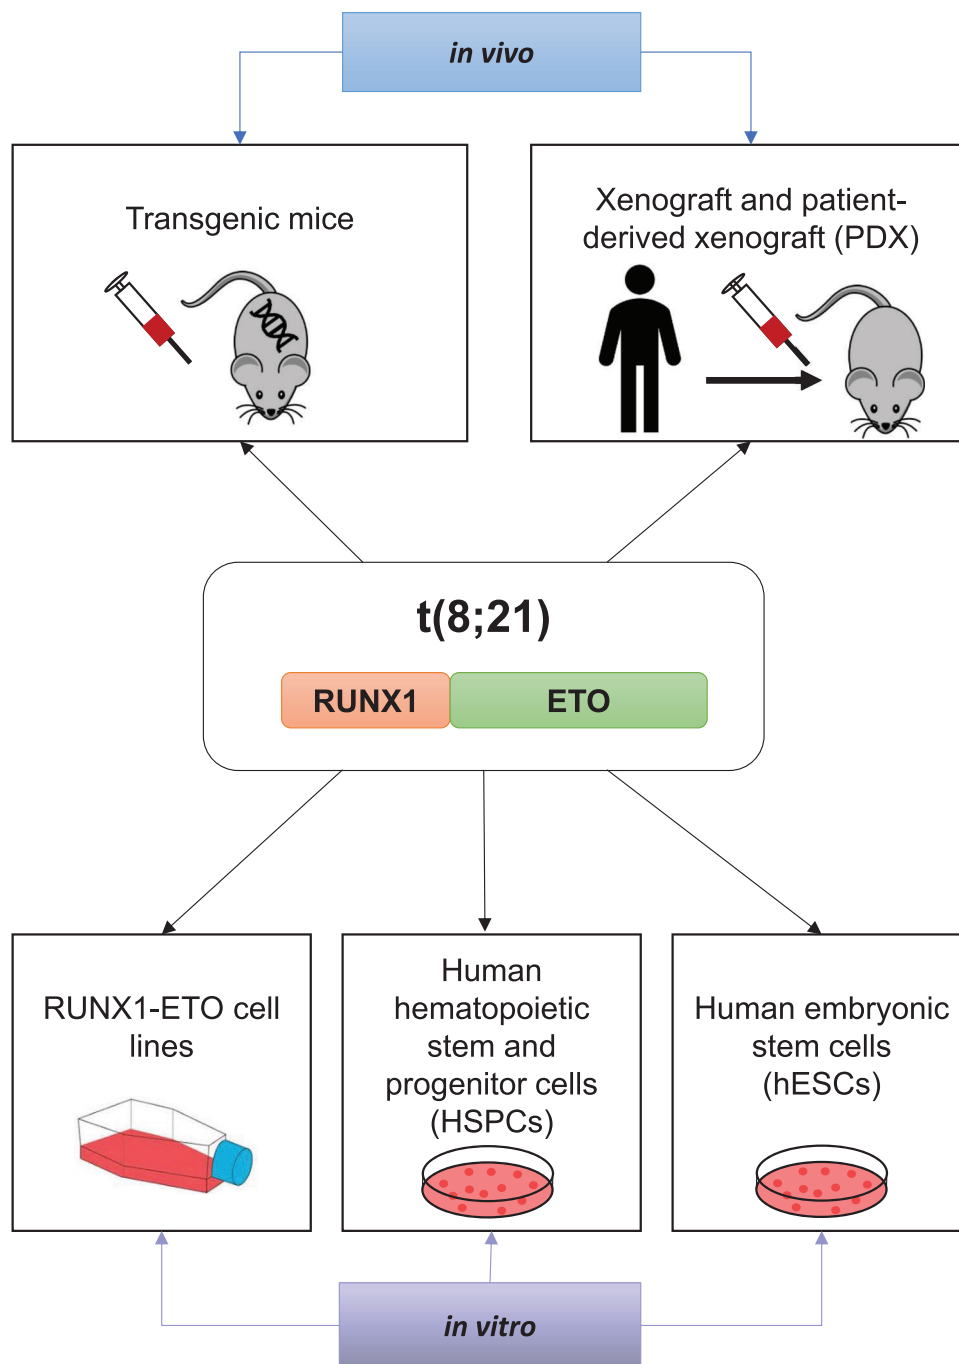 in vivo
Transgenic mice
Xenograft and patient-
derived xenograft (PDX)
t(8;21)
RUNX1
ETO
RUNX1-ETO cell
lines
Human
hematopoietic
stem and
progenitor cells
(HSPCs)
Human embryonic
stem cells
(hESCs)
in vitro